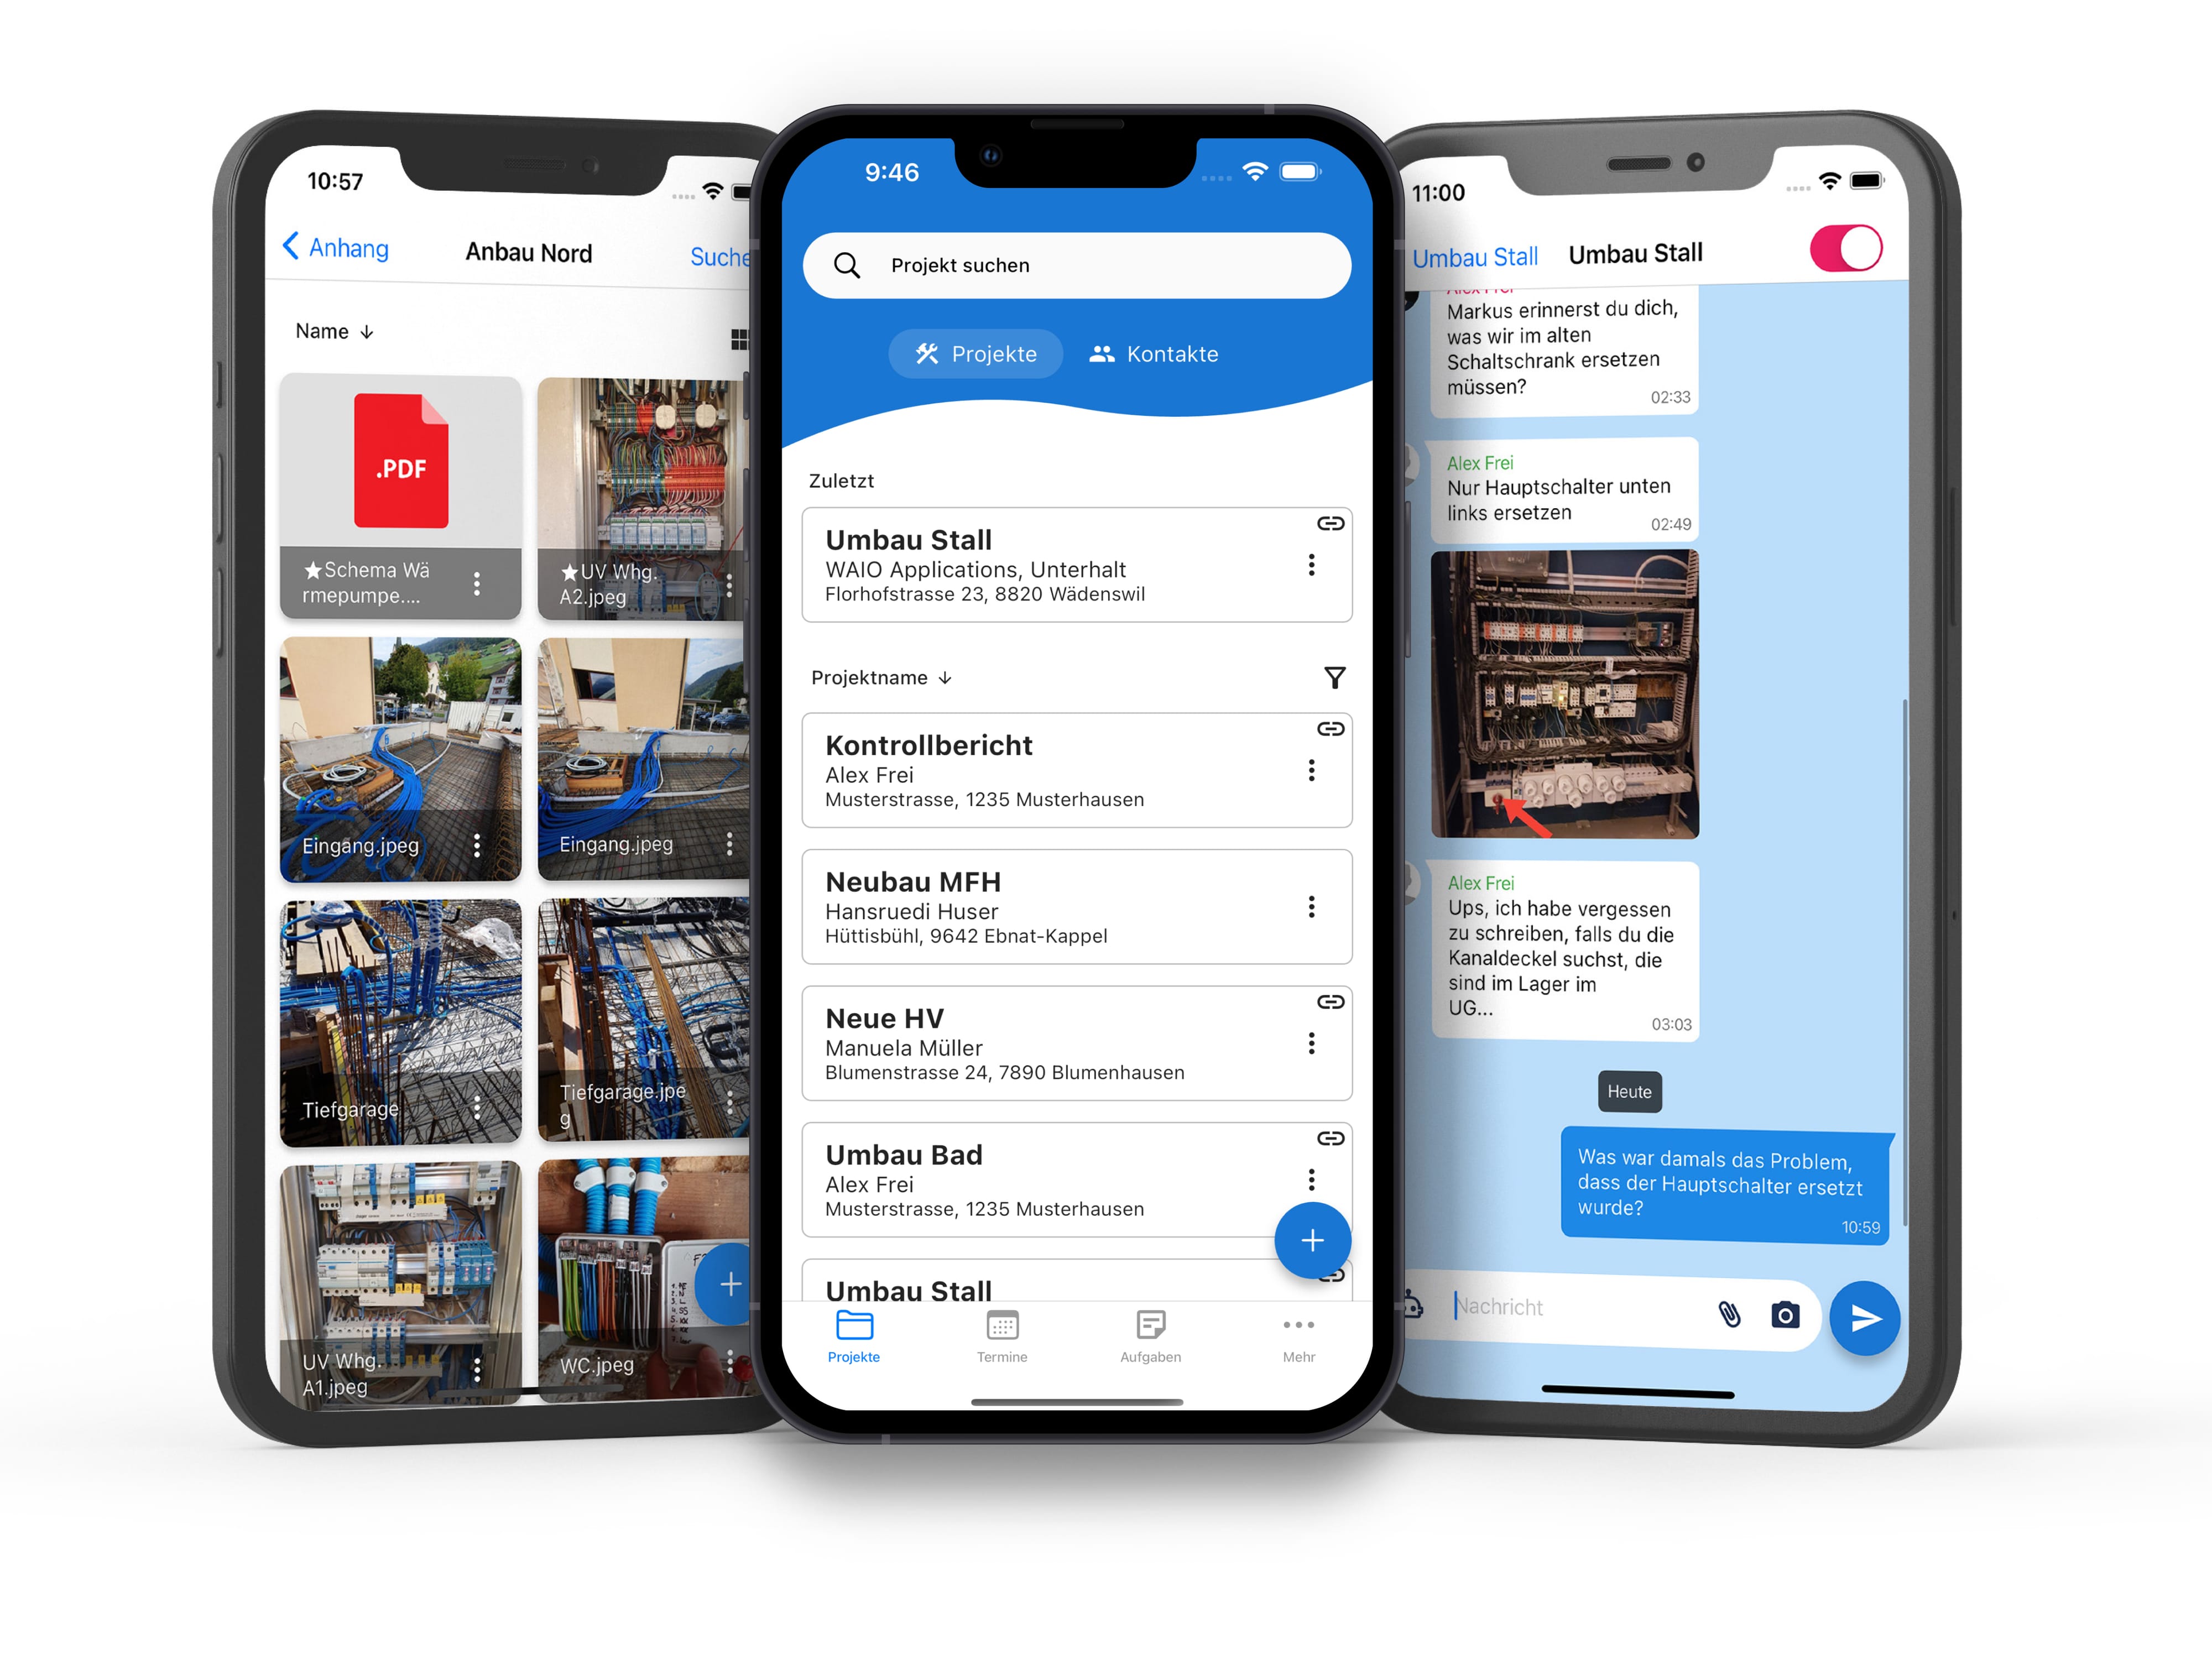 10:57
Anhang
Anbau Nord
Suche
Name ↓
.PDF
★Schema Wä
rmepumpe....
★UV Whg.
A2.jpeg
Eingang.jpeg
Eingang.jpeg
Tiefgarage
Tiefgarage.jpe
g
UV Whg.
A1.jpeg
WC.jpeg
9:46
Projekt suchen
Projekte
Kontakte
Zuletzt
Umbau Stall
WAIO Applications, Unterhalt
Florhofstrasse 23, 8820 Wädenswil
Projektname ↓
Kontrollbericht
Alex Frei
Musterstrasse, 1235 Musterhausen
Neubau MFH
Hansruedi Huser
Hüttisbühl, 9642 Ebnat-Kappel
Neue HV
Manuela Müller
Blumenstrasse 24, 7890 Blumenhausen
Umbau Bad
Alex Frei
Musterstrasse, 1235 Musterhausen
Umbau Stall
Projekte
Termine
Aufgaben
Mehr
11:00
Umbau Stall
Umbau Stall
Alex Frei
Markus erinnerst du dich,
was wir im alten
Schaltschrank ersetzen
müssen?
02:33
Alex Frei
Nur Hauptschalter unten
links ersetzen
02:49
Alex Frei
Ups, ich habe vergessen
zu schreiben, falls du die
Kanaldeckel suchst, die
sind im Lager im
UG...
03:03
Heute
Was war damals das Problem,
dass der Hauptschalter ersetzt
wurde?
10:59
Nachricht